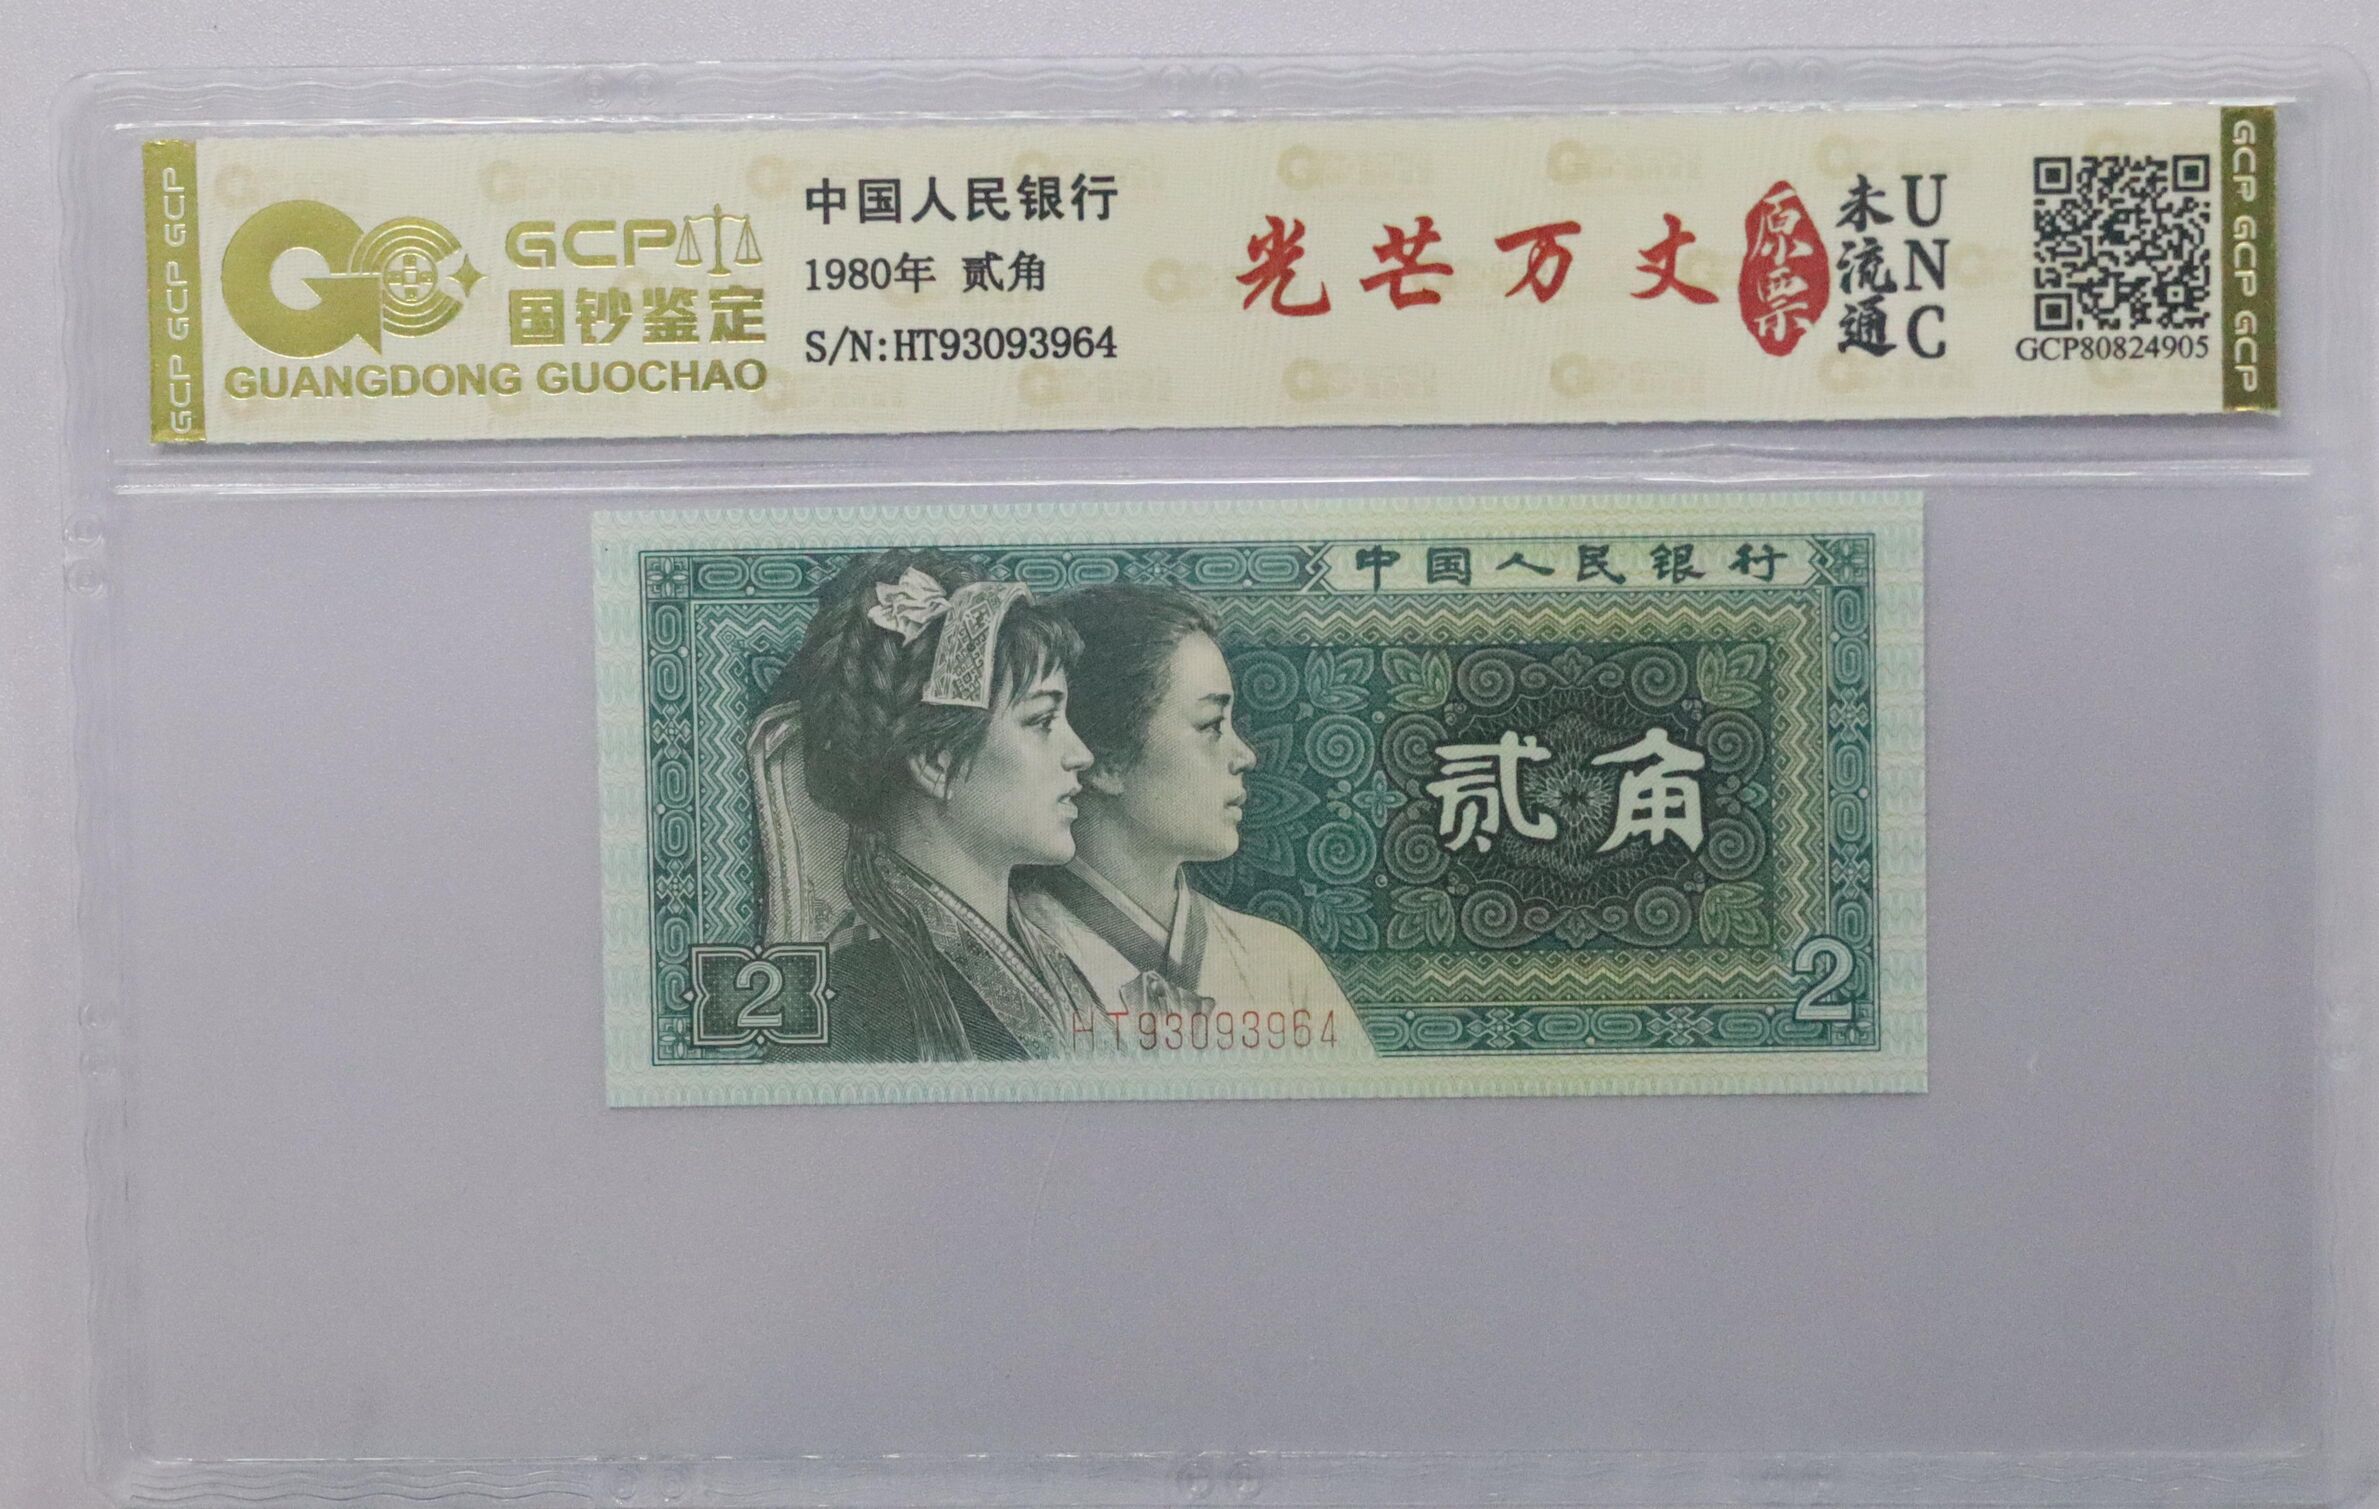 GCP GCP GCP
GCP
国钞鉴定
GUANGDONG GUOCHAO
中国人民银行
1980年 贰角
S/N:HT93093964
光芒万丈
原票
未流通
UNC
GCP80824905
GCP GCP GCP
中国人民银行
贰角
2
2
HT93093964